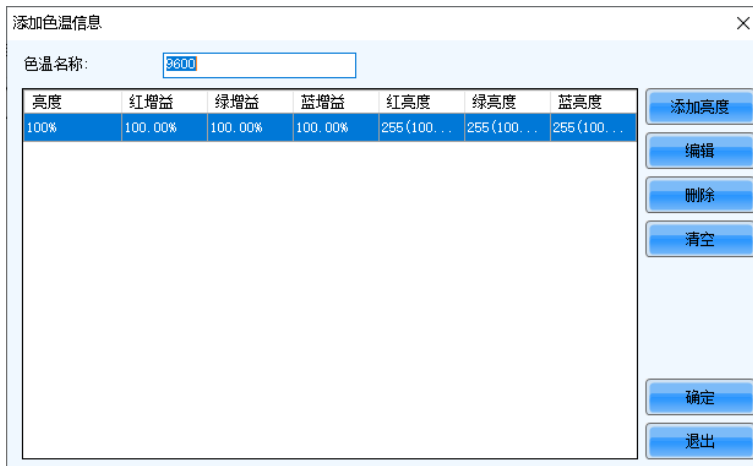 添加色温信息
色温名称: 9600
亮度 红增益 绿增益 蓝增益 红亮度 绿亮度 蓝亮度
100% 100.00% 100.00% 100.00% 255(100... 255(100... 255(100...
添加亮度
编辑
删除
清空
确定
退出